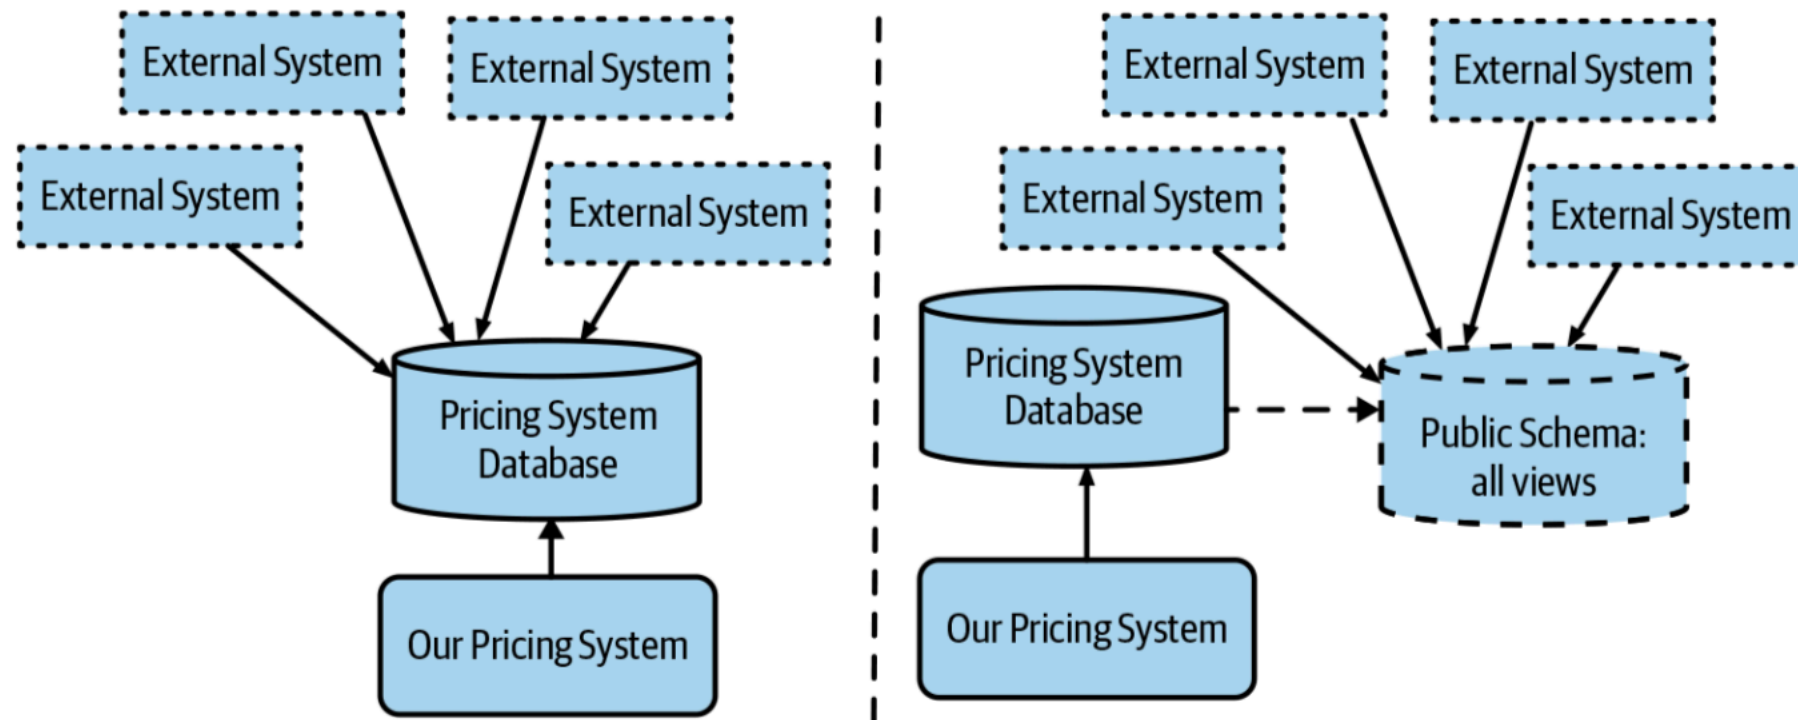 External System
External System
External System
External System
Pricing System
Database
Our Pricing System
External System
External System
External System
External System
Pricing System
Database
Public Schema:
all views
Our Pricing System